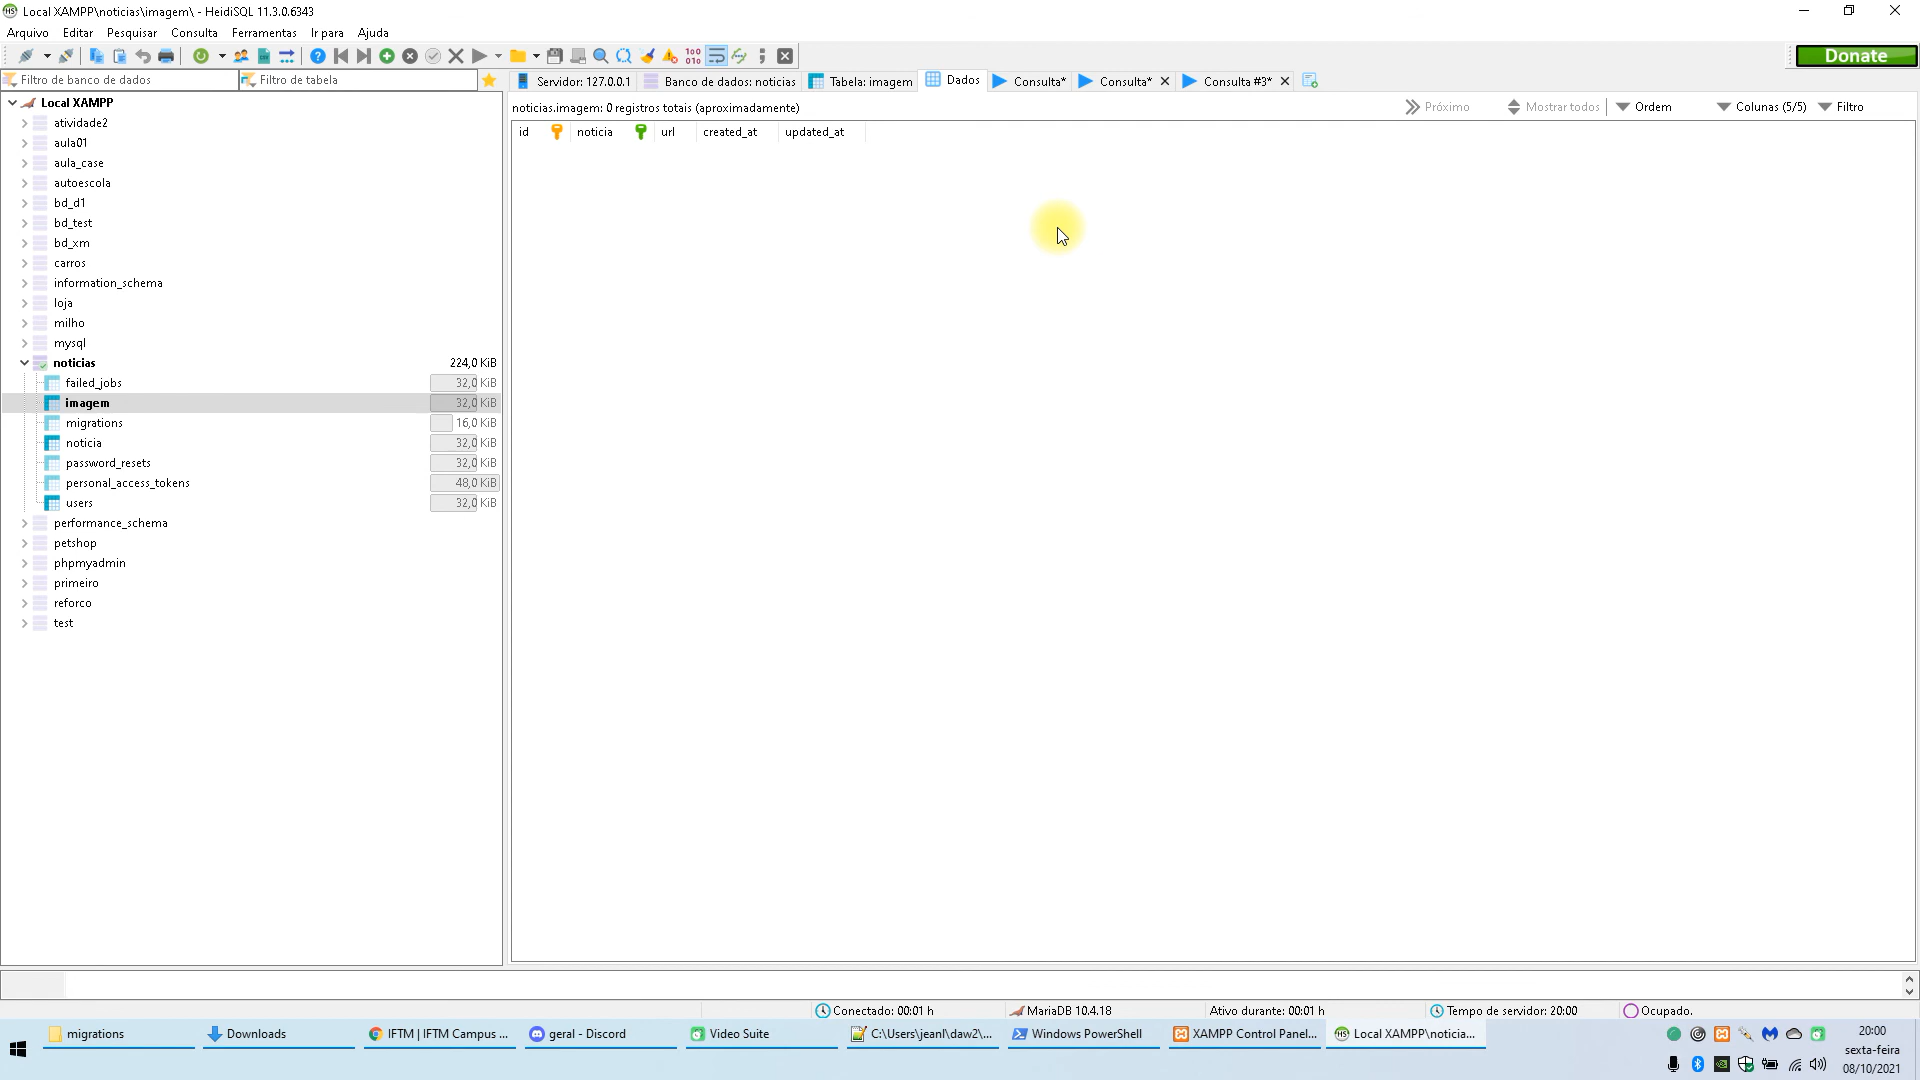 Local XAMPP\noticias\imagem\ - HeidiSQL 11.3.0.6343
Arquivo Editar Pesquisar Consulta Ferramentas Ir para Ajuda
Donate
Filtro de banco de dados Filtro de tabela
Servidor: 127.0.0.1 Banco de dados: noticias Tabela: imagem Dados Consulta* Consulta* Consulta #3*
noticias.imagem: 0 registros totais (aproximadamente) Próximo Mostrar todos Ordem Colunas (5/5) Filtro
id noticia url created_at updated_at
Local XAMPP
atividade2
aula01
aula_case
autoescola
bd_d1
bd_test
bd_xm
carros
information_schema
loja
milho
mysql
noticias 224,0 KiB
failed_jobs 32,0 KiB
imagem 32,0 KiB
migrations 16,0 KiB
noticia 32,0 KiB
password_resets 32,0 KiB
personal_access_tokens 48,0 KiB
users 32,0 KiB
performance_schema
petshop
phpmyadmin
primeiro
reforco
test
Conectado: 00:01 h MariaDB 10.4.18 Ativo durante: 00:01 h Tempo de servidor: 20:00 Ocupado.
migrations Downloads IFTM | IFTM Campus ... geral - Discord Video Suite C:\Users\jeanl\daw2\... Windows PowerShell XAMPP Control Panel... Local XAMPP\noticia...
20:00
sexta-feira
08/10/2021